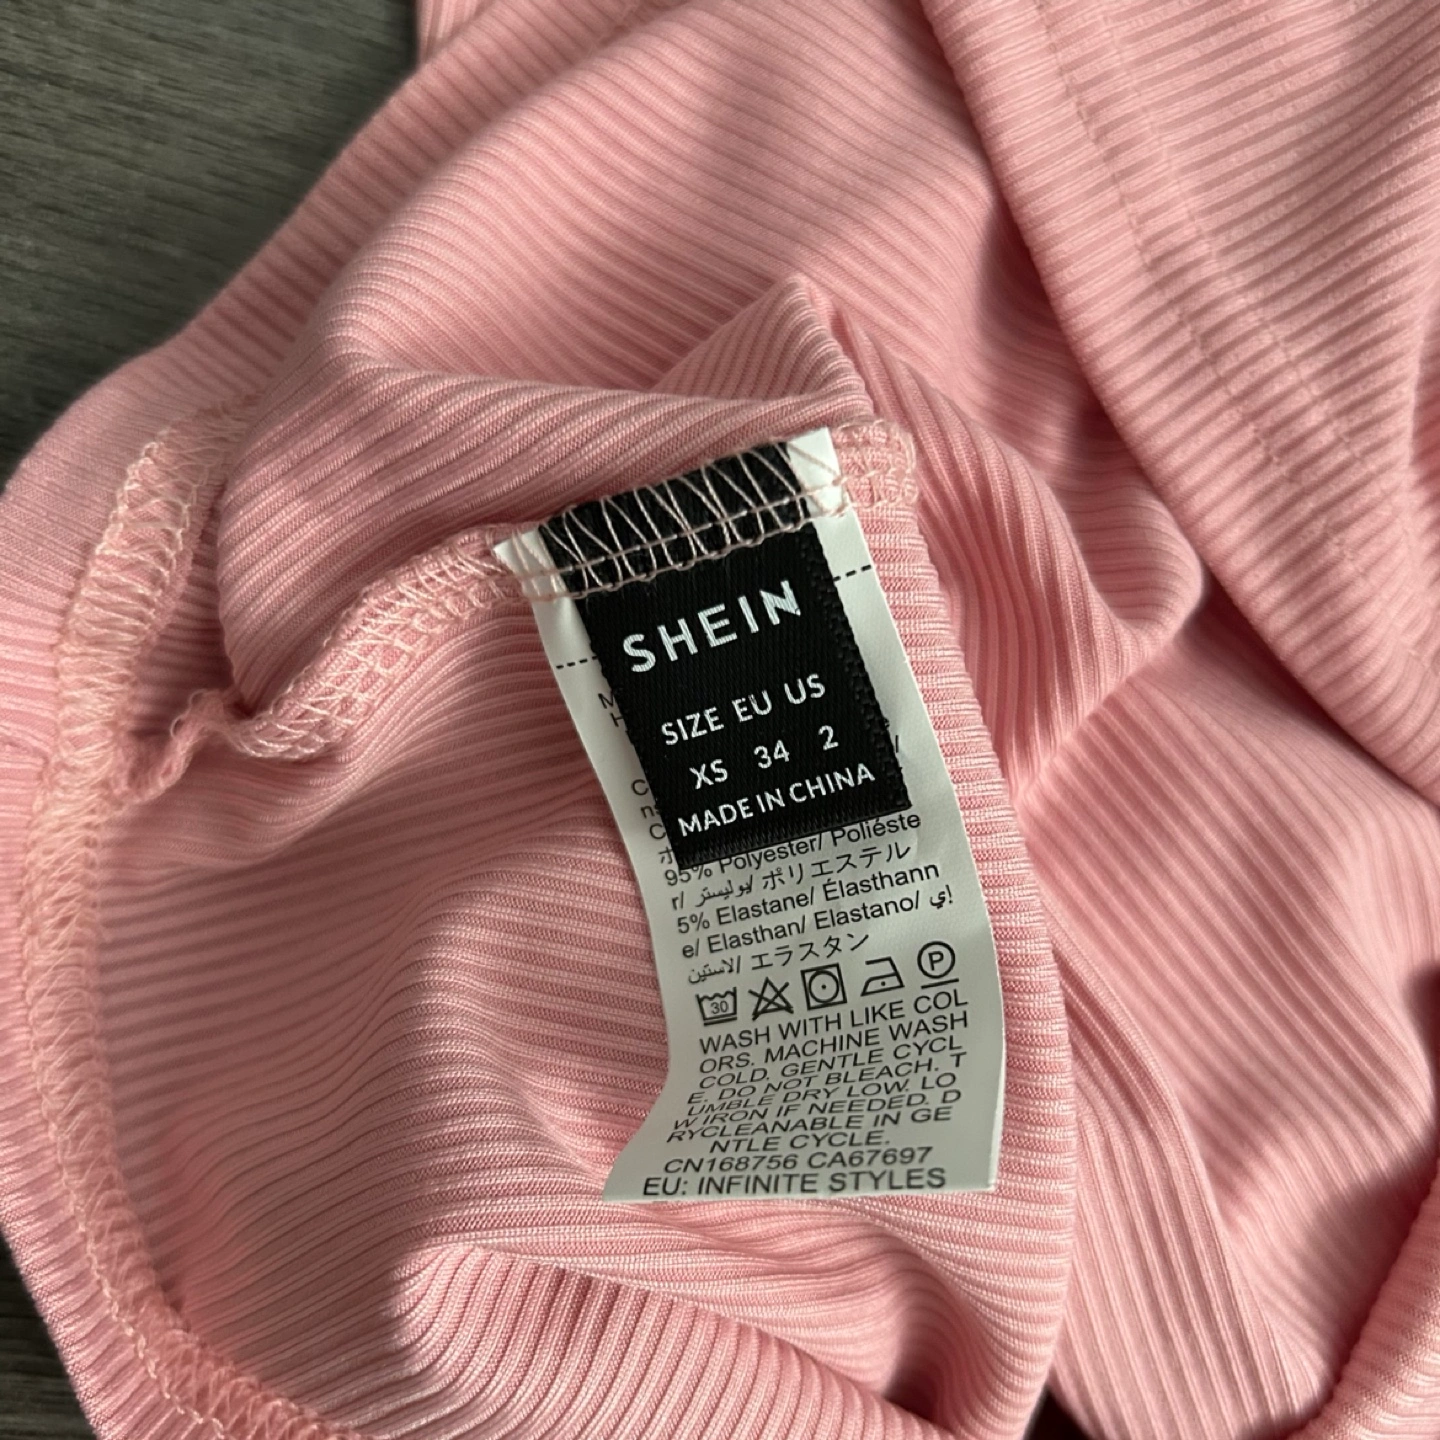 SHEIN
SIZE EU US
XS 34 2
MADE IN CHINA
95% Polyester/ Poliéste
r/ بوليستر/ ポリエステル
5% Elastane/ Élasthann
e/ Elasthan/ Elastano/ إي
لاستين/ エラスタン
30 P
WASH WITH LIKE COL
ORS. MACHINE WASH
COLD. GENTLE CYCL
E. DO NOT BLEACH. T
UMBLE DRY LOW. LO
W IRON IF NEEDED. D
RYCLEANABLE IN GE
NTLE CYCLE.
CN168756 CA67697
EU: INFINITE STYLES